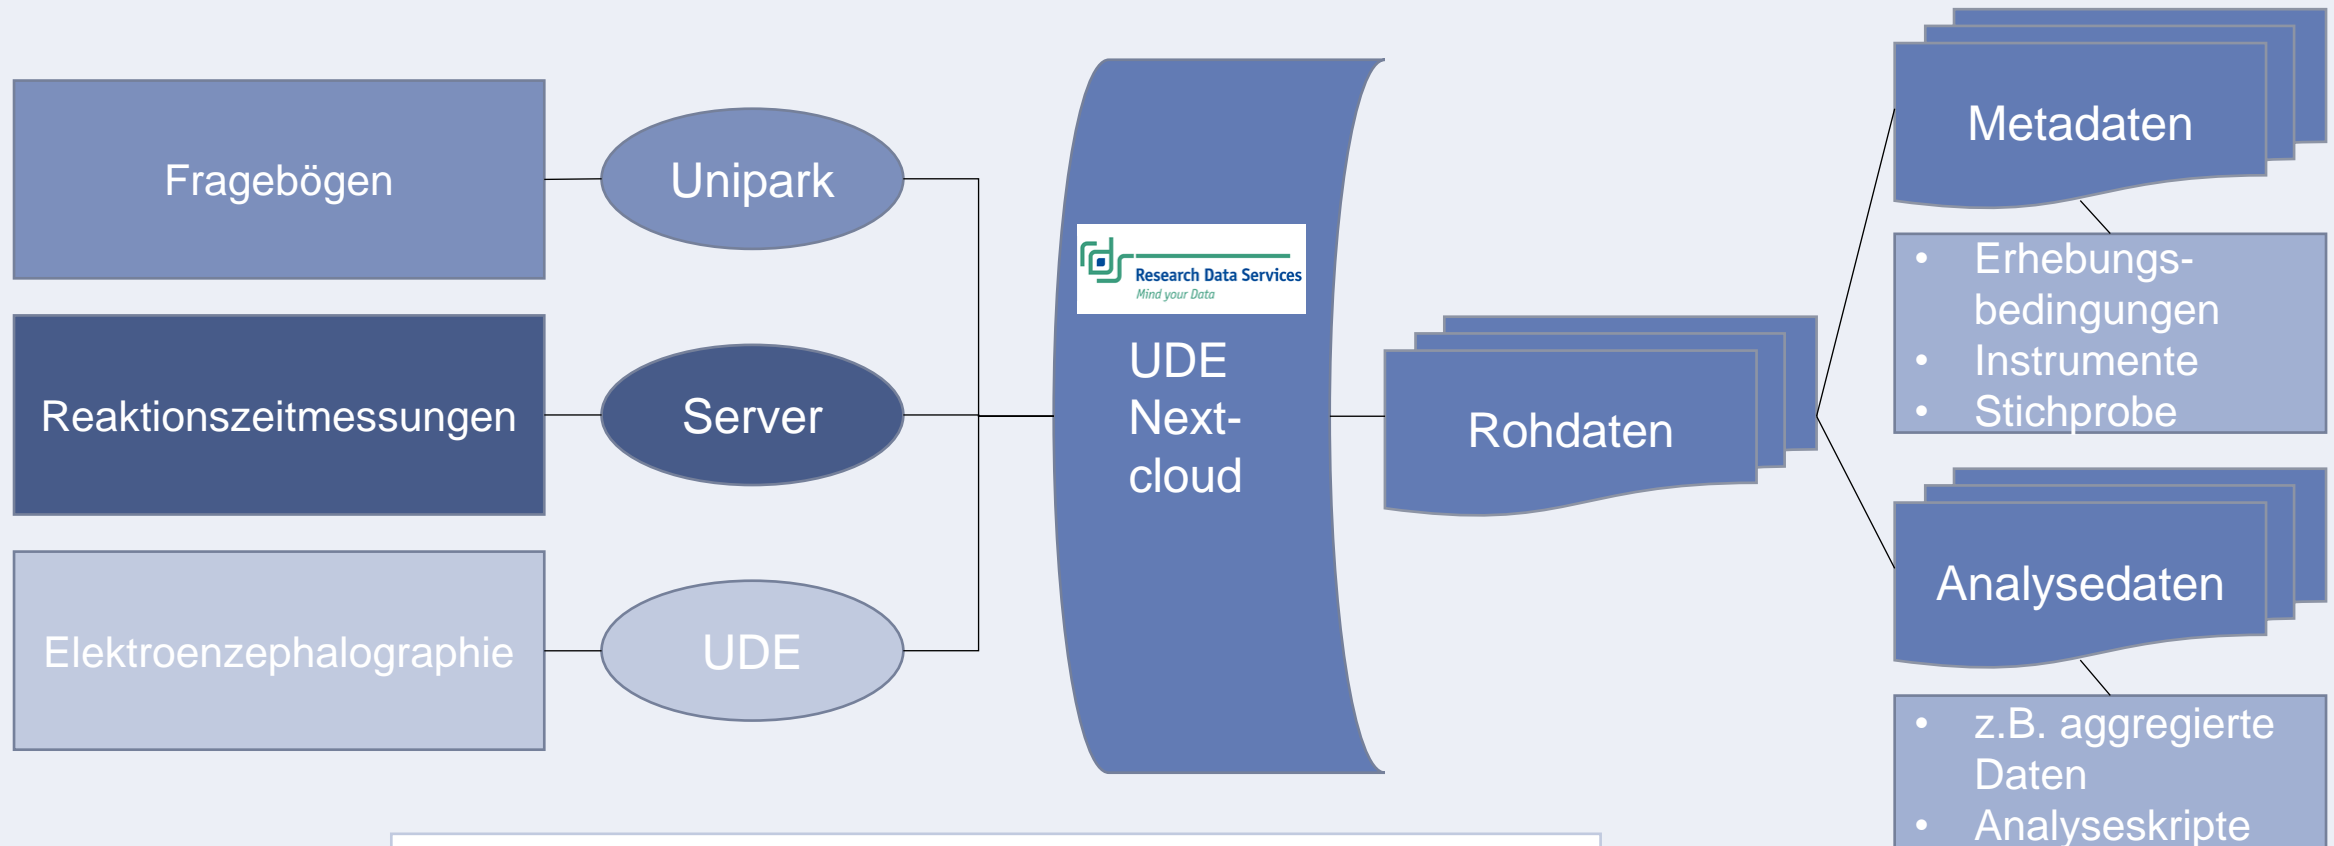 Fragebögen
Unipark
Reaktionszeitmessungen
Server
Elektroenzephalographie
UDE
Research Data Services
Mind your Data
UDE
Next-
cloud
Rohdaten
Metadaten
• Erhebungs-
bedingungen
• Instrumente
• Stichprobe
Analysedaten
• z.B. aggregierte
Daten
• Analyseskripte